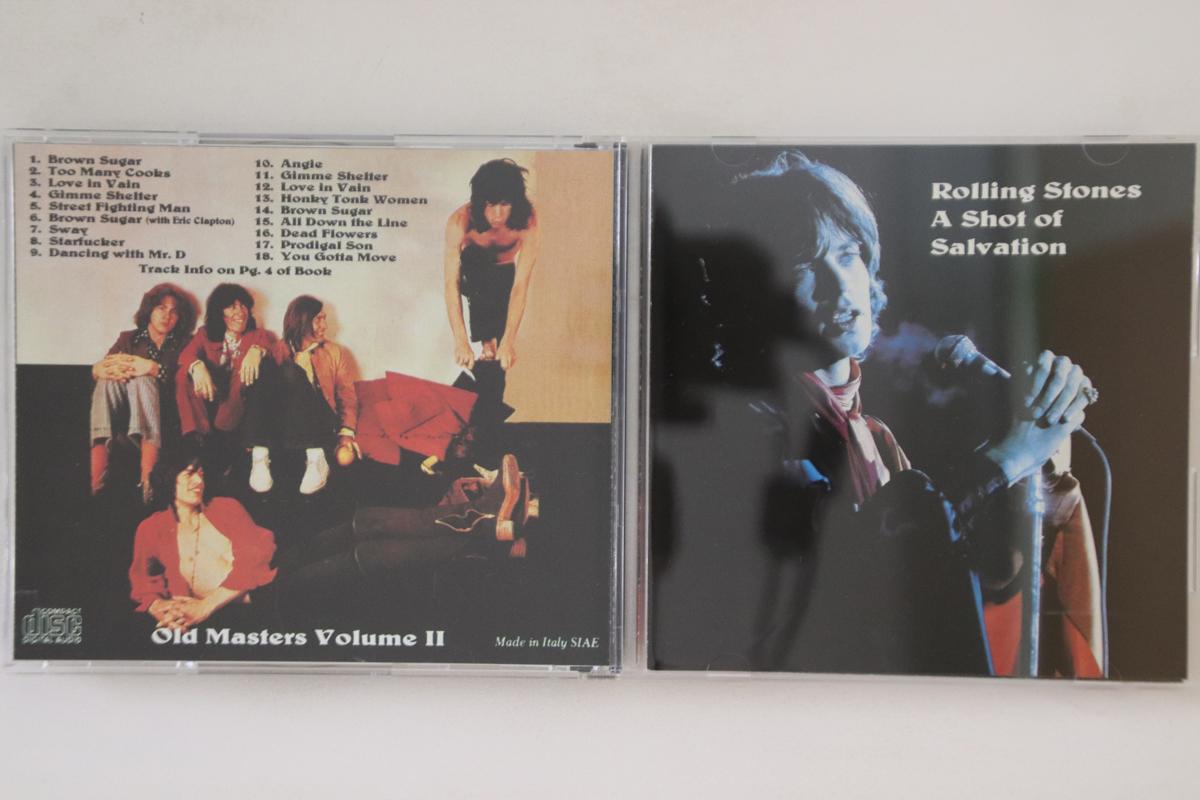 1. Brown Sugar
2. Too Many Cooks
3. Love in Vain
4. Gimme Shelter
5. Street Fighting Man
6. Brown Sugar (with Eric Clapton)
7. Sway
8. Starfucker
9. Dancing with Mr. D
10. Angie
11. Gimme Shelter
12. Love in Vain
13. Honky Tonk Women
14. Brown Sugar
15. All Down the Line
16. Dead Flowers
17. Prodigal Son
18. You Gotta Move
Track Info on Pg. 4 of Book
COMPACT
disc
DIGITAL AUDIO
Old Masters Volume II
Made in Italy SIAE
Rolling Stones
A Shot of
Salvation